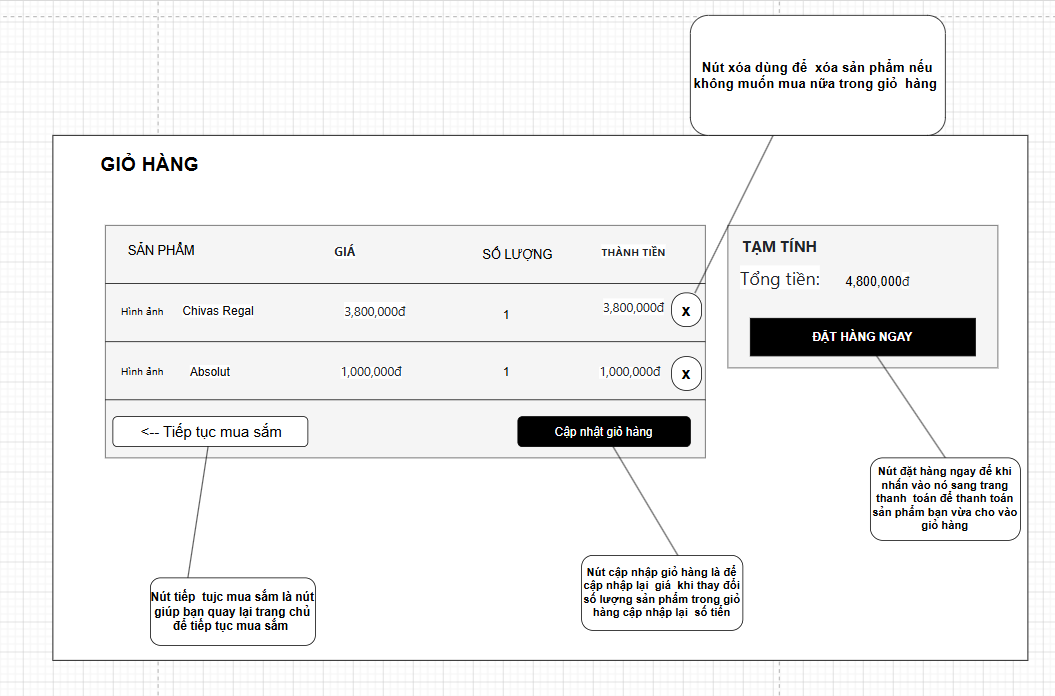 Nút xóa dùng để xóa sản phẩm nếu
không muốn mua nữa trong giỏ hàng
GIỎ HÀNG
SẢN PHẨM GIÁ SỐ LƯỢNG THÀNH TIỀN
Hình ảnh Chivas Regal 3,800,000đ 1 3,800,000đ x
Hình ảnh Absolut 1,000,000đ 1 1,000,000đ x
<-- Tiếp tục mua sắm Cập nhật giỏ hàng
TẠM TÍNH
Tổng tiền: 4,800,000đ
ĐẶT HÀNG NGAY
Nút đặt hàng ngay để khi
nhấn vào nó sang trang
thanh toán để thanh toán
sản phẩm bạn vừa cho vào
giỏ hàng
Nút tiếp tujc mua sắm là nút
giúp bạn quay lại trang chủ
để tiếp tục mua sắm
Nút cập nhập giỏ hàng là để
cập nhập lại giá khi thay đổi
số lượng sản phẩm trong giỏ
hàng cập nhập lại số tiền